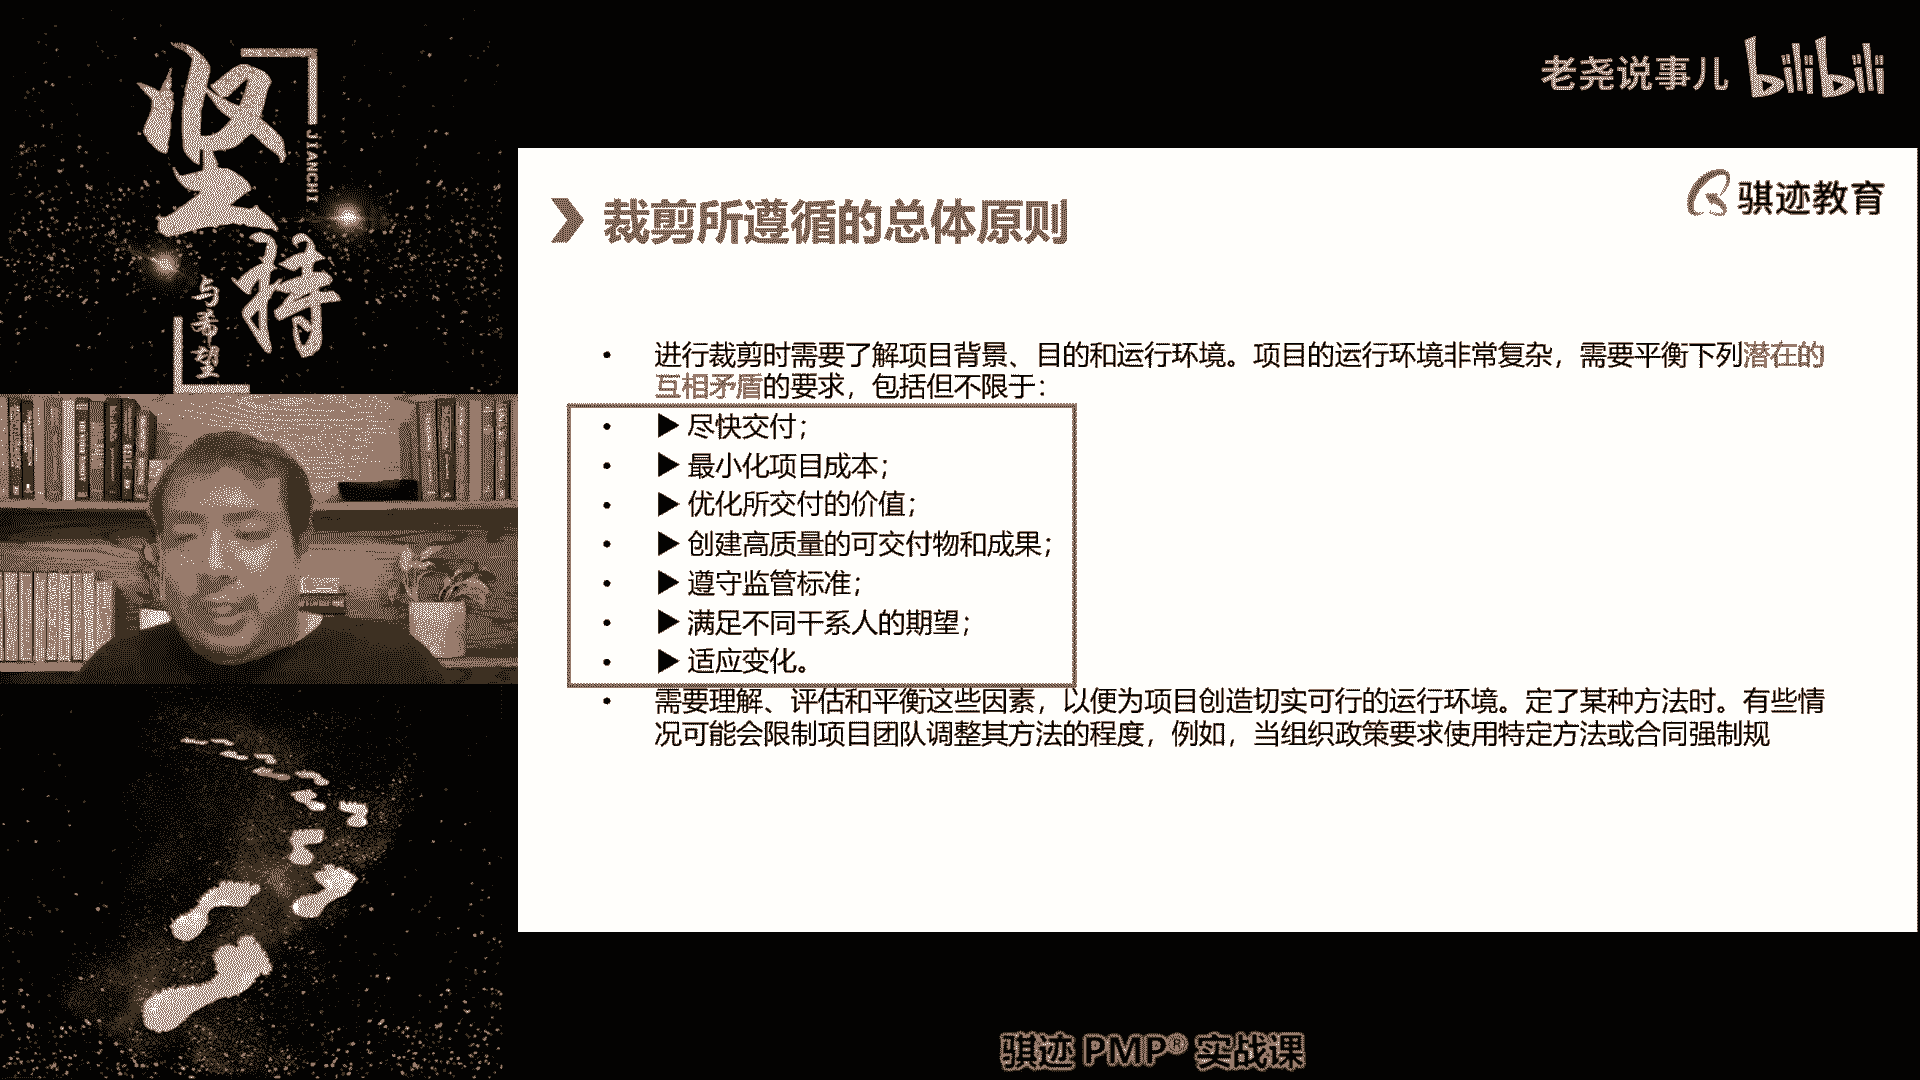 坚持
JIANCHI
与希望
老尧说事儿 bilibili
骐迹教育
裁剪所遵循的总体原则
• 进行裁剪时需要了解项目背景、目的和运行环境。项目的运行环境非常复杂，需要平衡下列潜在的
互相矛盾的要求，包括但不限于：
• ▶ 尽快交付；
• ▶ 最小化项目成本；
• ▶ 优化所交付的价值；
• ▶ 创建高质量的可交付物和成果；
• ▶ 遵守监管标准；
• ▶ 满足不同干系人的期望；
• ▶ 适应变化。
• 需要理解、评估和平衡这些因素，以便为项目创造切实可行的运行环境。定了某种方法时。有些情
况可能会限制项目团队调整其方法的程度，例如，当组织政策要求使用特定方法或合同强制规
骐迹 PMP® 实战课